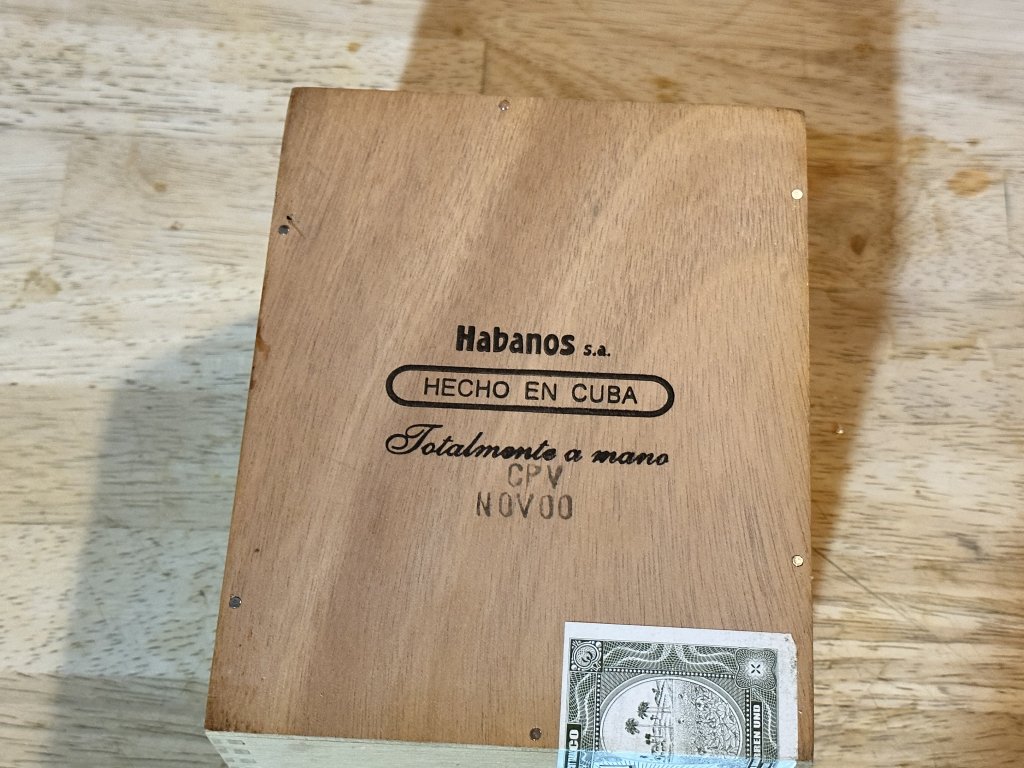 Habanos s.a.
HECHO EN CUBA
Totalmente a mano
CPV
NOV00